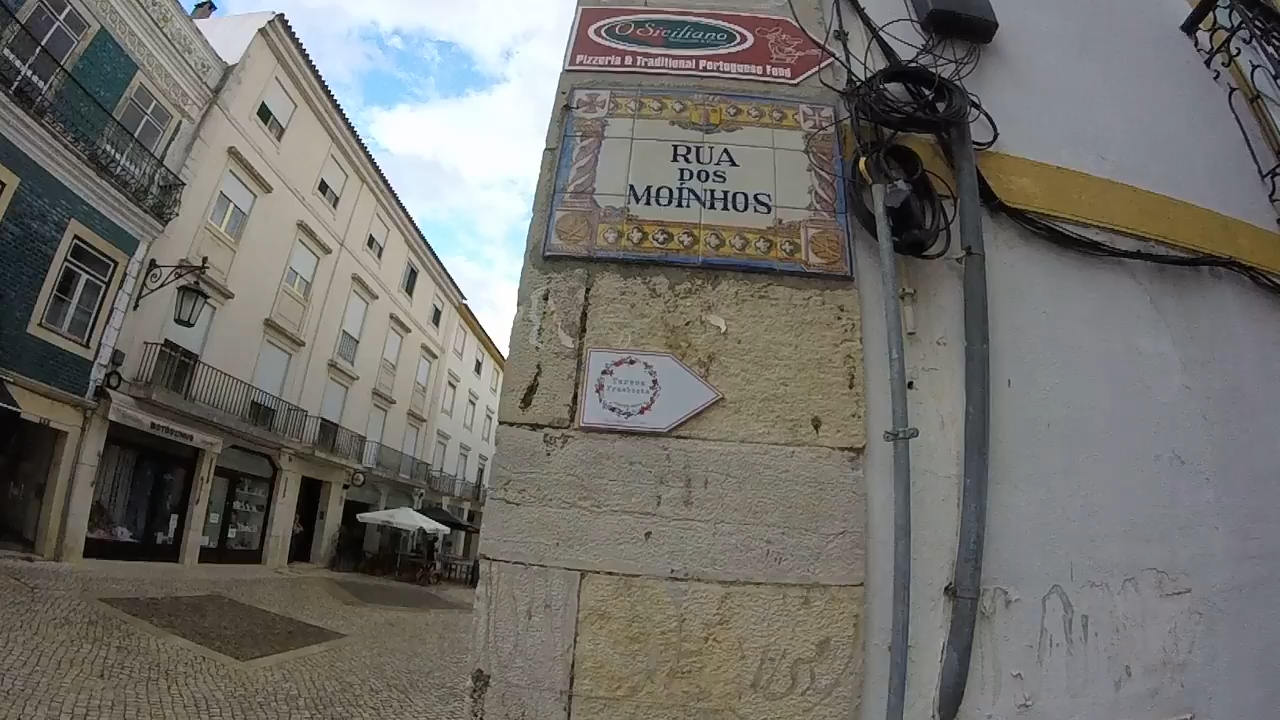 O Siciliano
Pizzeria & Traditional Portuguese Food
RUA
DOS
MOINHOS